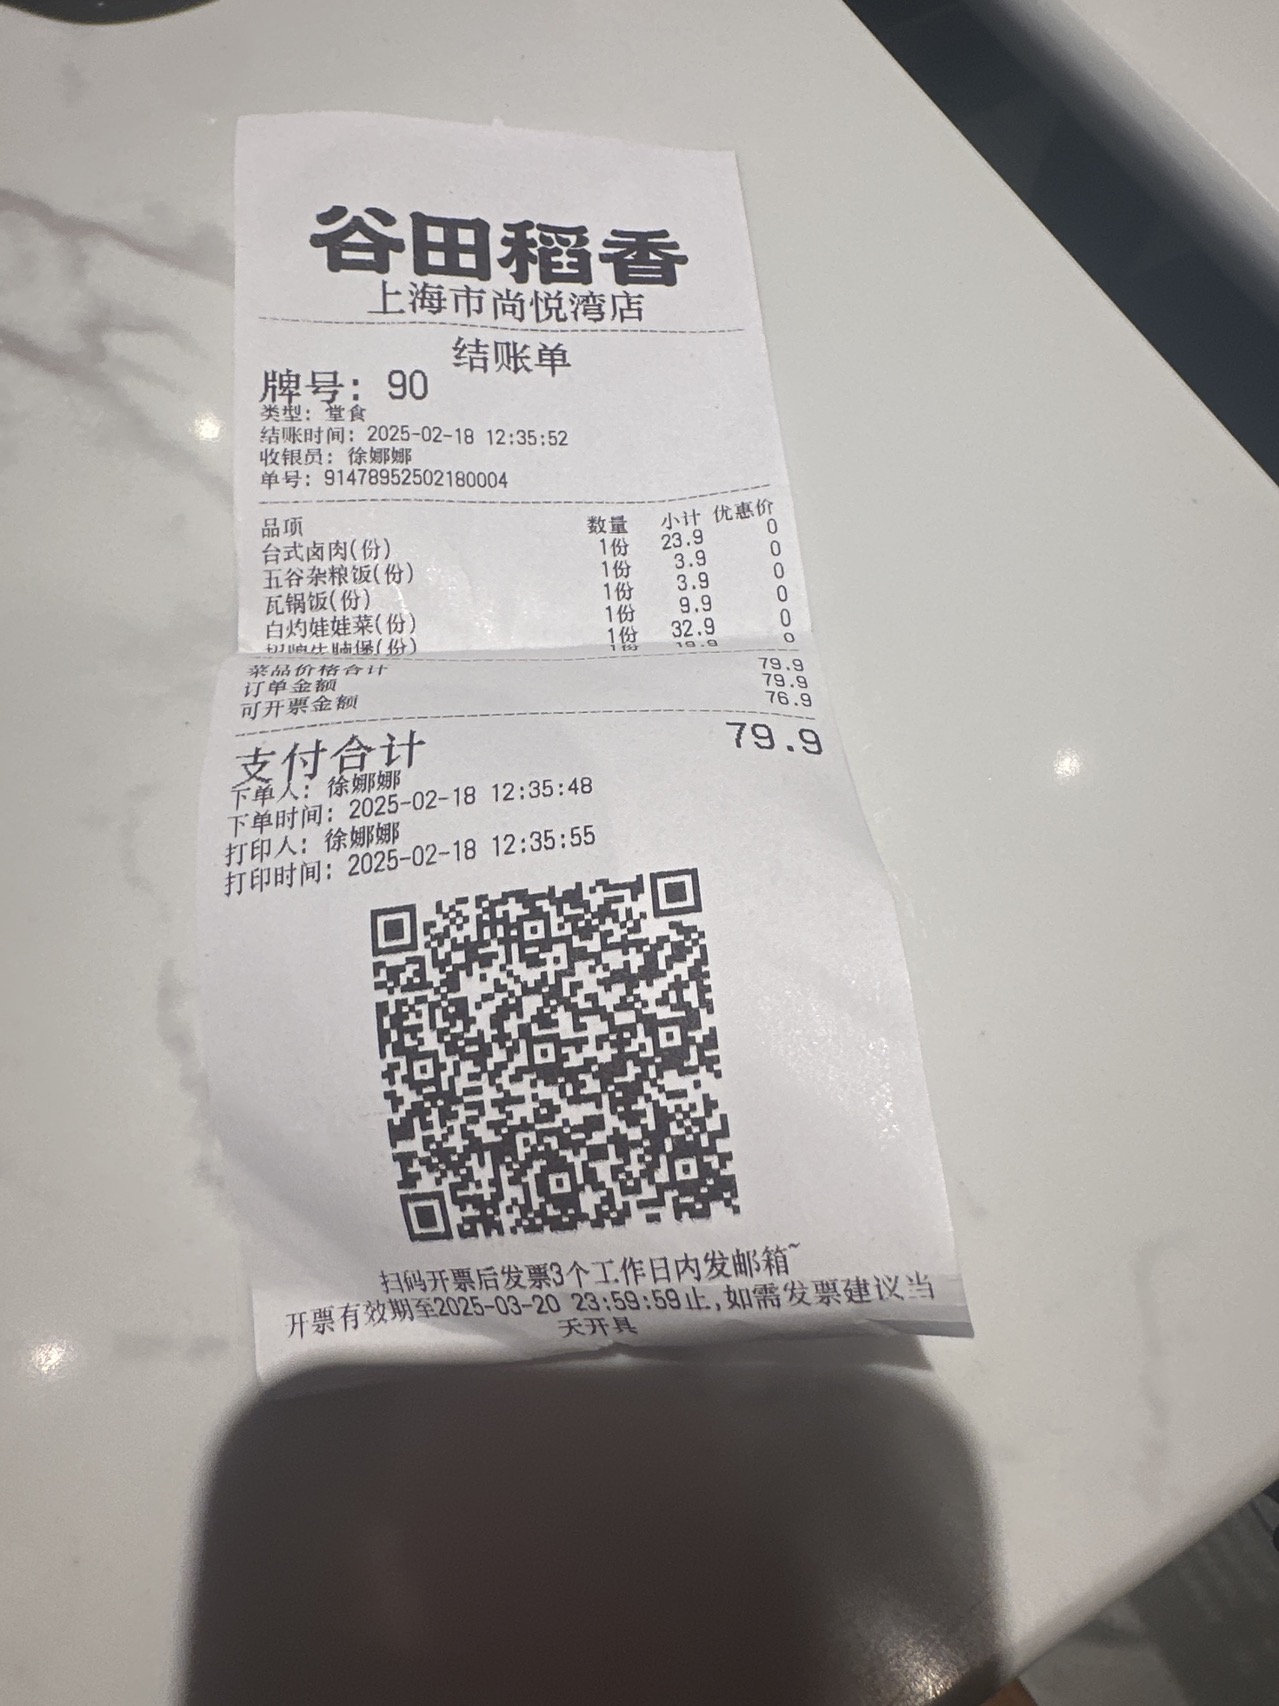 谷田稻香
上海市尚悦湾店
结账单
牌号: 90
类型: 堂食
结账时间: 2025-02-18 12:35:52
收银员: 徐娜娜
单号: 914789502502180004
品项 数量 小计 优惠价
台式卤肉(份) 1份 23.9 0
五谷杂粮饭(份) 1份 3.9 0
瓦锅饭(份) 1份 3.9 0
白灼娃娃菜(份) 1份 9.9 0
招牌牛腩煲(份) 1份 32.9 0
菜品价格合计 79.9
订单金额 79.9
可开票金额 76.9
支付合计 79.9
下单人: 徐娜娜
下单时间: 2025-02-18 12:35:48
打印人: 徐娜娜
打印时间: 2025-02-18 12:35:55
扫码开票后发票3个工作日内发邮箱~
开票有效期至2025-03-20 23:59:59止,如需发票建议当
天开具